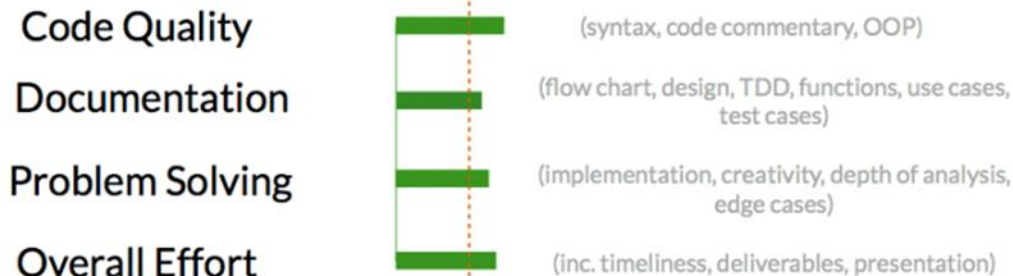 Code Quality
(syntax, code commentary, OOP)
Documentation
(flow chart, design, TDD, functions, use cases,
test cases)
Problem Solving
(implementation, creativity, depth of analysis,
edge cases)
Overall Effort
(inc. timeliness, deliverables, presentation)